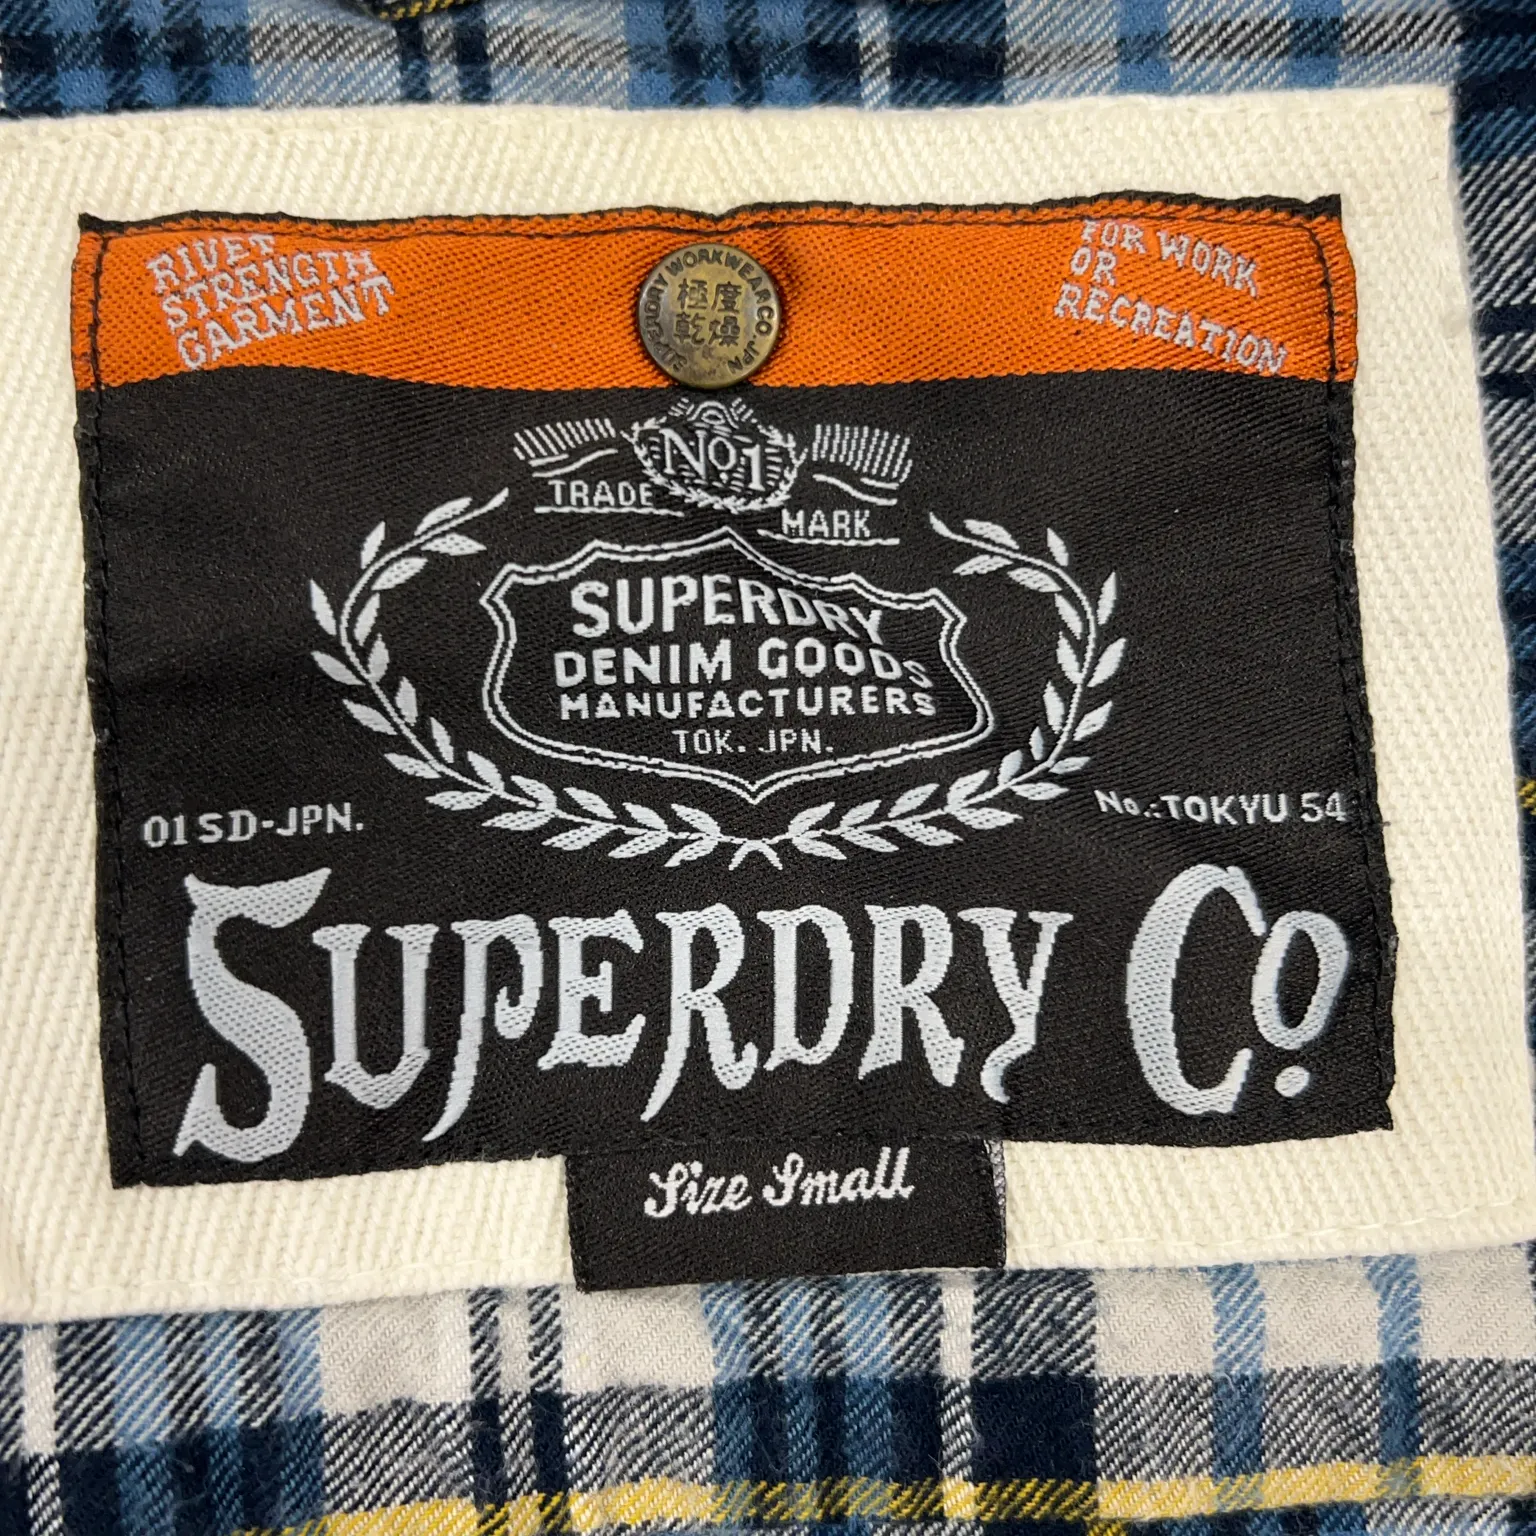 RIVET
STRENGTH
GARMENT
SUPERDRY WORKWEAR CO. JPN
極度
乾燥
FOR WORK
OR
RECREATION
No1
TRADE
MARK
SUPERDRY
DENIM GOODS
MANUFACTURERS
TOK. JPN.
01 SD-JPN.
No.:TOKYU 54
SUPERDRY Co.
Size Small